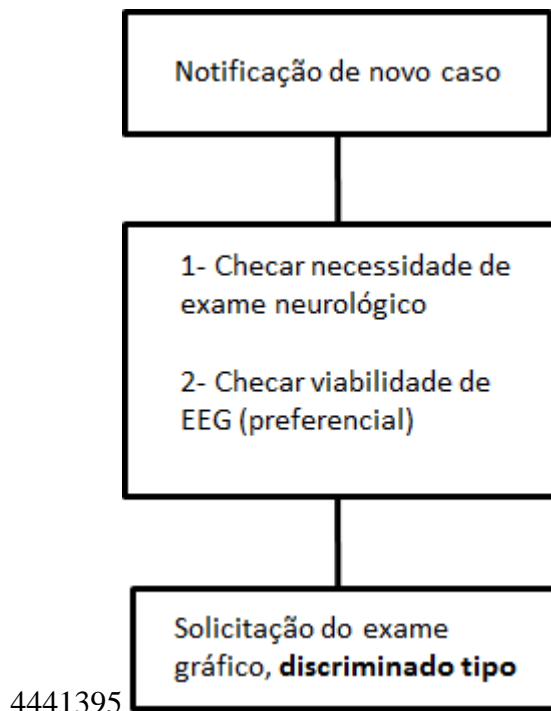 Notificação de novo caso
1- Checar necessidade de
exame neurológico
2- Checar viabilidade de
EEG (preferencial)
Solicitação do exame
gráfico, discriminado tipo
4441395